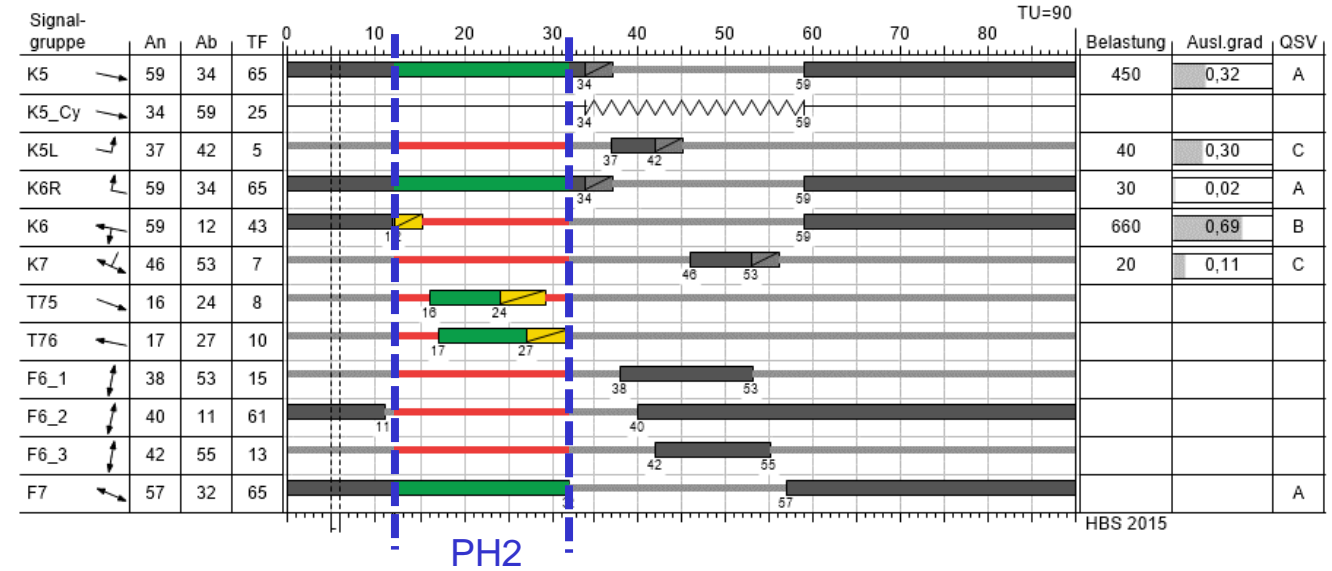 TU=90
Signal-
gruppe An Ab TF 0 10 20 30 40 50 60 70 80 Belastung Ausl.grad QSV
K5 59 34 65 34 59 450 0,32 A
K5_Cy 34 59 25 34 59
K5L 37 42 5 37 42 40 0,30 C
K6R 59 34 65 34 59 30 0,02 A
K6 59 12 43 59 660 0,69 B
K7 46 53 7 46 53 20 0,11 C
T75 16 24 8 16 24
T76 17 27 10 17 27
F6_1 38 53 15 38 53
F6_2 40 11 61 11 40
F6_3 42 55 13 42 55
F7 57 32 65 57 A
HBS 2015
PH2